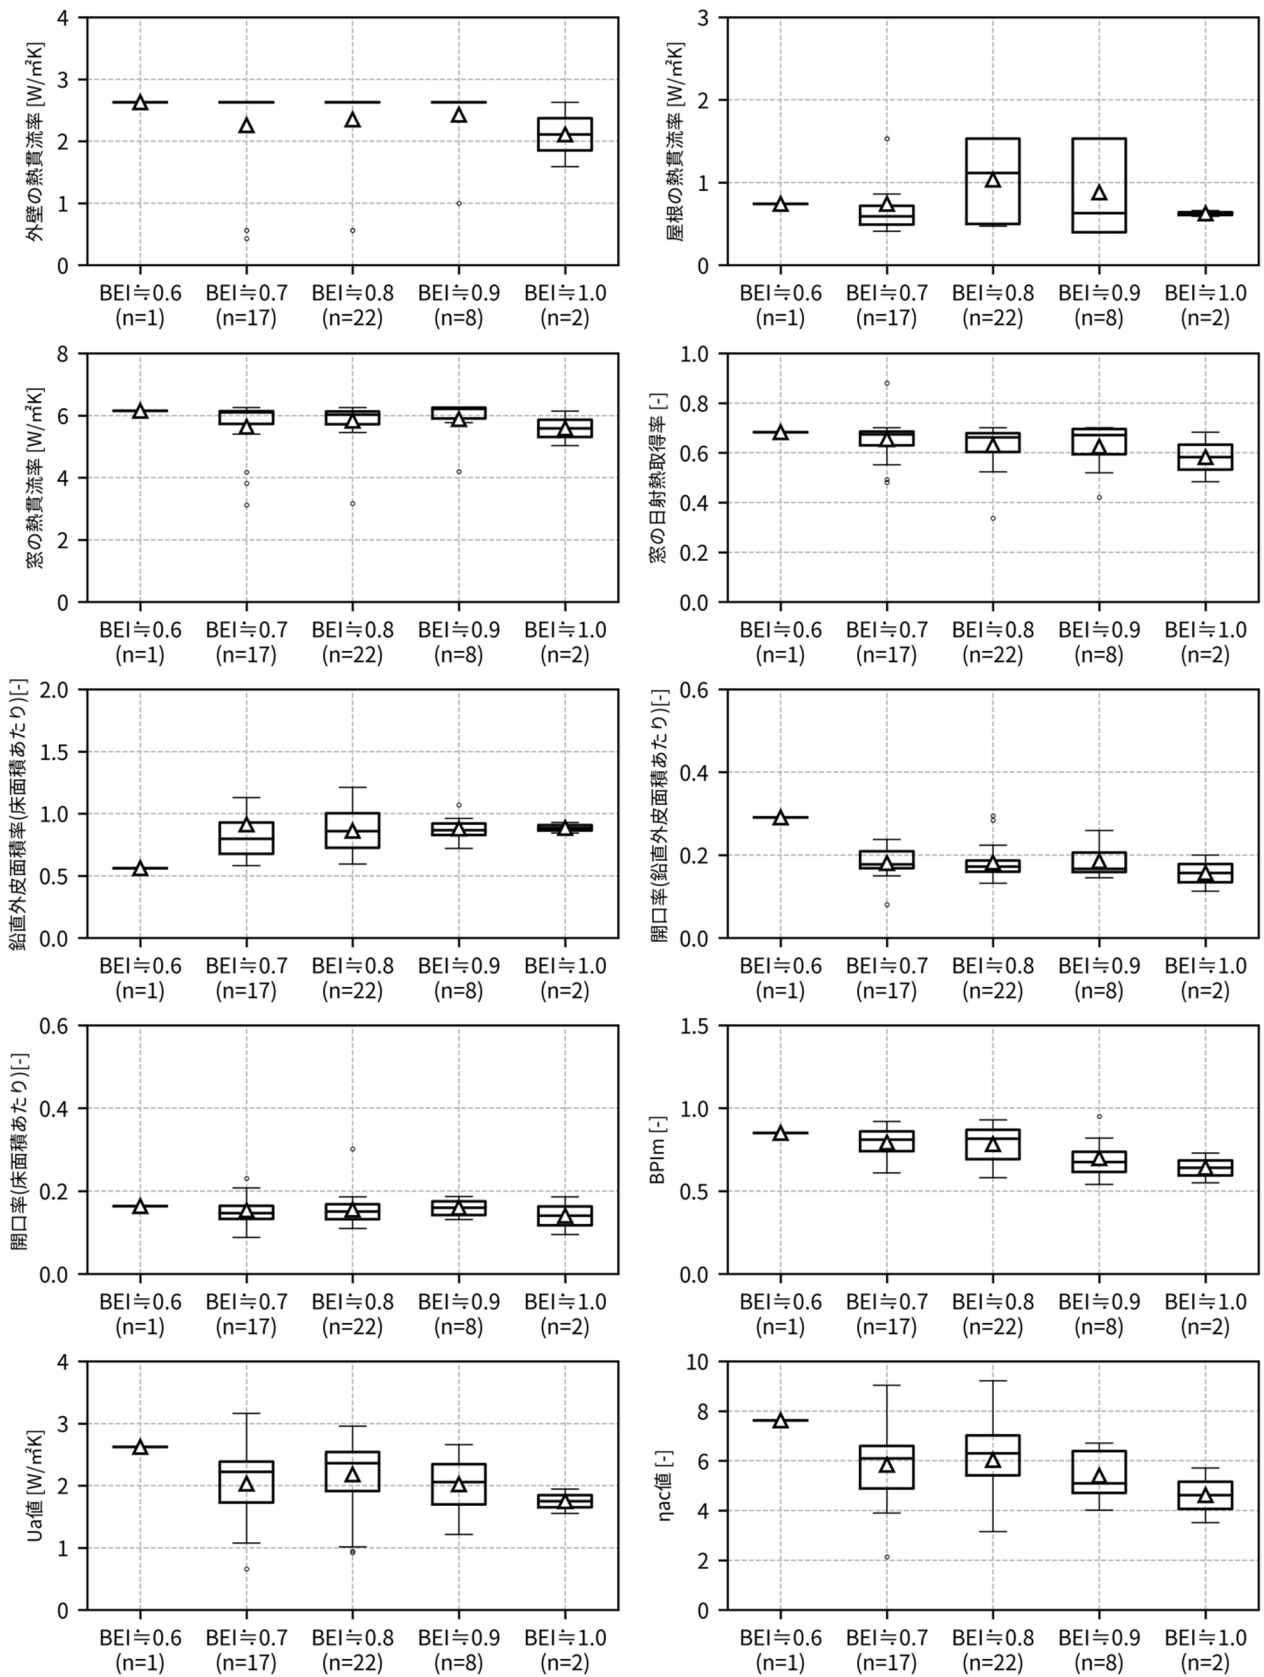 外壁の熱貫流率 [W/㎡K]
4
3
2
1
0
BEI≒0.6 BEI≒0.7 BEI≒0.8 BEI≒0.9 BEI≒1.0
(n=1) (n=17) (n=22) (n=8) (n=2)
屋根の熱貫流率 [W/㎡K]
3
2
1
0
BEI≒0.6 BEI≒0.7 BEI≒0.8 BEI≒0.9 BEI≒1.0
(n=1) (n=17) (n=22) (n=8) (n=2)
窓の熱貫流率 [W/㎡K]
8
6
4
2
0
BEI≒0.6 BEI≒0.7 BEI≒0.8 BEI≒0.9 BEI≒1.0
(n=1) (n=17) (n=22) (n=8) (n=2)
窓の日射熱取得率 [-]
1.0
0.8
0.6
0.4
0.2
0.0
BEI≒0.6 BEI≒0.7 BEI≒0.8 BEI≒0.9 BEI≒1.0
(n=1) (n=17) (n=22) (n=8) (n=2)
鉛直外皮面積率(床面積あたり)[-]
2.0
1.5
1.0
0.5
0.0
BEI≒0.6 BEI≒0.7 BEI≒0.8 BEI≒0.9 BEI≒1.0
(n=1) (n=17) (n=22) (n=8) (n=2)
開口率(鉛直外皮面積あたり)[-]
0.6
0.4
0.2
0.0
BEI≒0.6 BEI≒0.7 BEI≒0.8 BEI≒0.9 BEI≒1.0
(n=1) (n=17) (n=22) (n=8) (n=2)
開口率(床面積あたり)[-]
0.6
0.4
0.2
0.0
BEI≒0.6 BEI≒0.7 BEI≒0.8 BEI≒0.9 BEI≒1.0
(n=1) (n=17) (n=22) (n=8) (n=2)
BPIm [-]
1.5
1.0
0.5
0.0
BEI≒0.6 BEI≒0.7 BEI≒0.8 BEI≒0.9 BEI≒1.0
(n=1) (n=17) (n=22) (n=8) (n=2)
Ua値 [W/㎡K]
4
3
2
1
0
BEI≒0.6 BEI≒0.7 BEI≒0.8 BEI≒0.9 BEI≒1.0
(n=1) (n=17) (n=22) (n=8) (n=2)
ηac値 [-]
10
8
6
4
2
0
BEI≒0.6 BEI≒0.7 BEI≒0.8 BEI≒0.9 BEI≒1.0
(n=1) (n=17) (n=22) (n=8) (n=2)